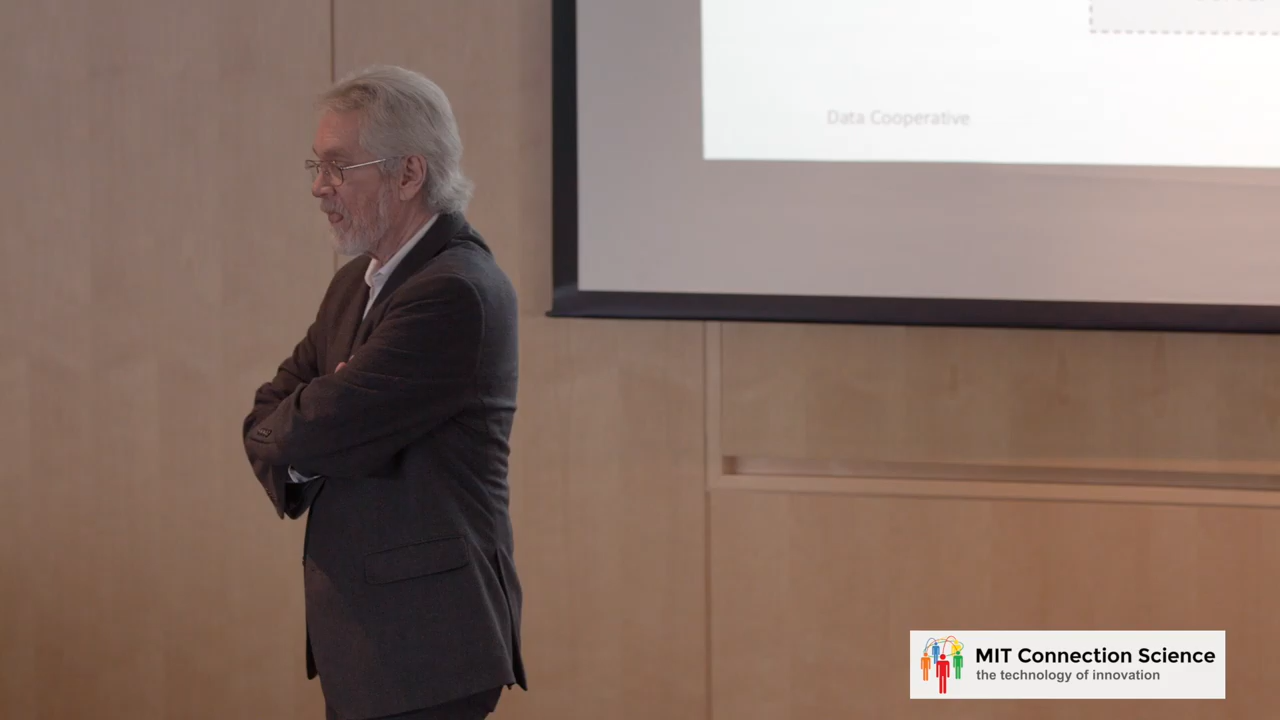 Data Cooperative
MIT Connection Science
the technology of innovation